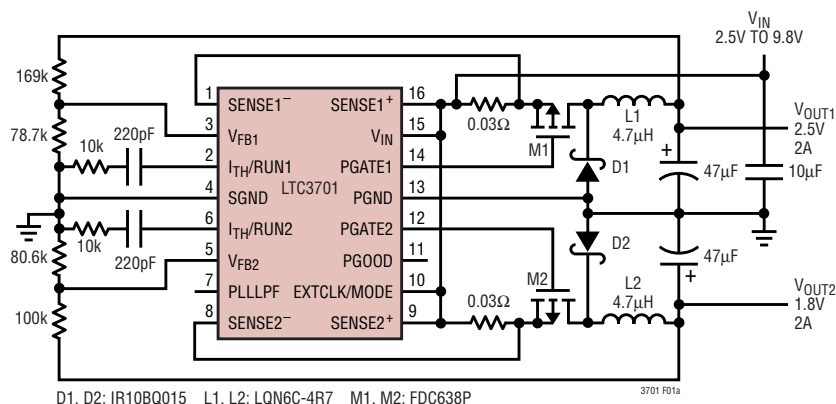 VIN
2.5V TO 9.8V
169k
78.7k
10k
220pF
10k
220pF
80.6k
100k
1
3
2
4
6
5
7
8
SENSE1−
VFB1
ITH/RUN1
SGND
ITH/RUN2
VFB2
PLLLPF
SENSE2−
LTC3701
SENSE1+
VIN
PGATE1
PGND
PGATE2
PGOOD
EXTCLK/MODE
SENSE2+
16
15
14
13
12
11
10
9
0.03Ω
M1
L1
4.7µH
D1
+
47µF
10µF
VOUT1
2.5V
2A
D2
M2
0.03Ω
L2
4.7µH
47µF
+
VOUT2
1.8V
2A
3701 F01a
D1, D2: IR10BQ015 L1, L2: LQN6C-4R7 M1, M2: FDC638P